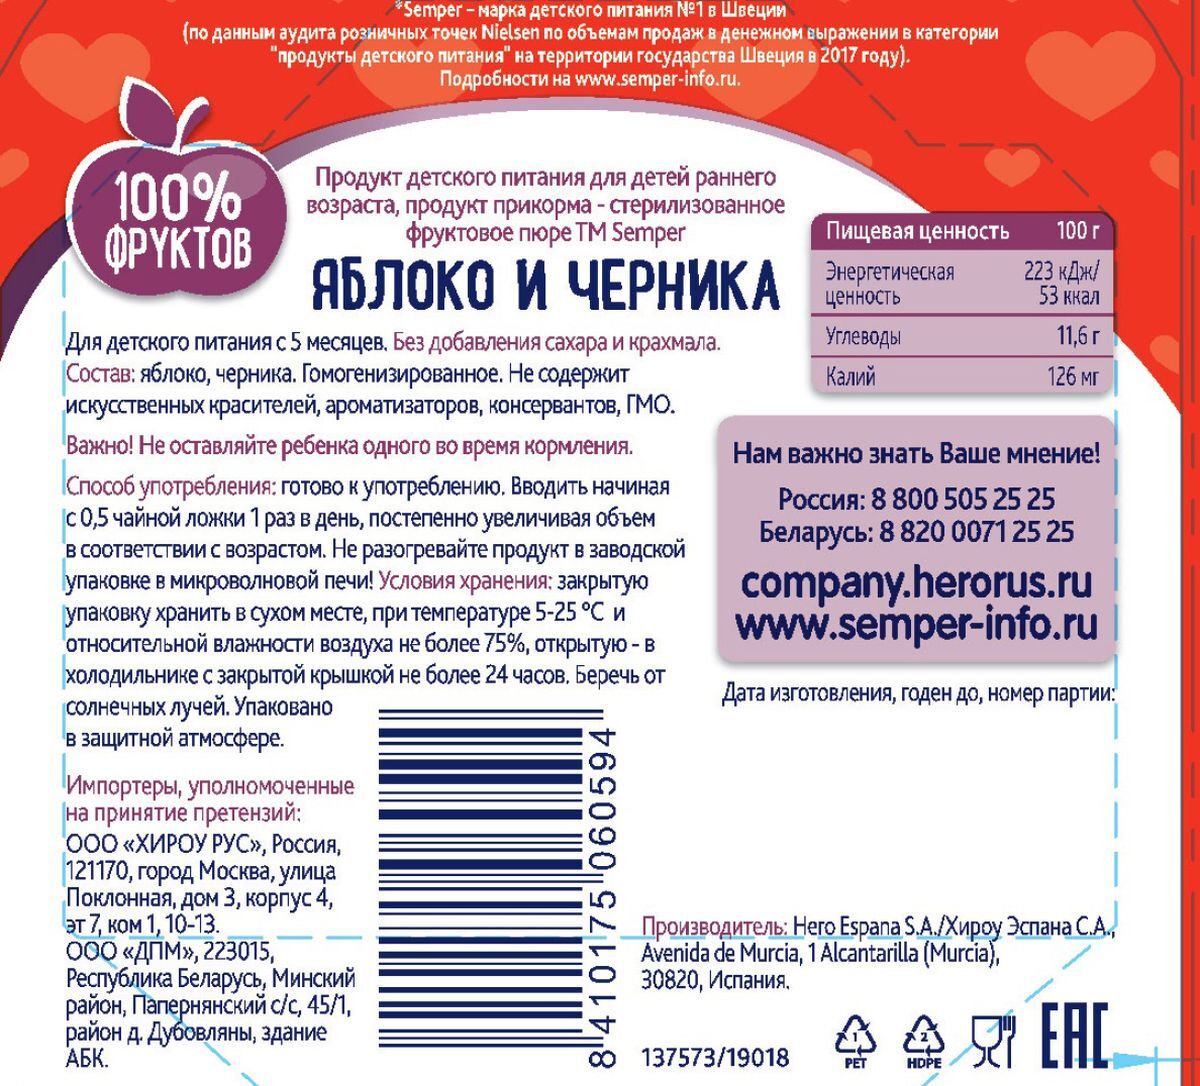 *Semper – марка детского питания №1 в Швеции
(по данным аудита розничных точек Nielsen по объемам продаж в денежном выражении в категории
"продукты детского питания" на территории государства Швеция в 2017 году).
Подробности на www.semper-info.ru.
100%
ФРУКТОВ
Продукт детского питания для детей раннего
возраста, продукт прикорма - стерилизованное
фруктовое пюре ТМ Semper
ЯБЛОКО И ЧЕРНИКА
Для детского питания с 5 месяцев. Без добавления сахара и крахмала.
Состав: яблоко, черника. Гомогенизированное. Не содержит
искусственных красителей, ароматизаторов, консервантов, ГМО.
Важно! Не оставляйте ребенка одного во время кормления.
Способ употребления: готово к употреблению. Вводить начиная
с 0,5 чайной ложки 1 раз в день, постепенно увеличивая объем
в соответствии с возрастом. Не разогревайте продукт в заводской
упаковке в микроволновой печи! Условия хранения: закрытую
упаковку хранить в сухом месте, при температуре 5-25 °C и
относительной влажности воздуха не более 75%, открытую - в
холодильнике с закрытой крышкой не более 24 часов. Беречь от
солнечных лучей. Упаковано
в защитной атмосфере.
Импортеры, уполномоченные
на принятие претензий:
ООО «ХИРОУ РУС», Россия,
121170, город Москва, улица
Поклонная, дом 3, корпус 4,
эт 7, ком 1, 10-13.
ООО «ДПМ», 223015,
Республика Беларусь, Минский
район, Папернянский с/с, 45/1,
район д. Дубовляны, здание
АБК.
8 410175 060594
Пищевая ценность 100 г
Энергетическая 223 кДж/
ценность 53 ккал
Углеводы 11,6 г
Калий 126 мг
Нам важно знать Ваше мнение!
Россия: 8 800 505 25 25
Беларусь: 8 820 0071 25 25
company.herorus.ru
www.semper-info.ru
Дата изготовления, годен до, номер партии:
Производитель: Hero Espana S.A./Хироу Эспана С.А.,
Avenida de Murcia, 1 Alcantarilla (Murcia),
30820, Испания.
137573/19018
1
PET
2
HDPE
EAC